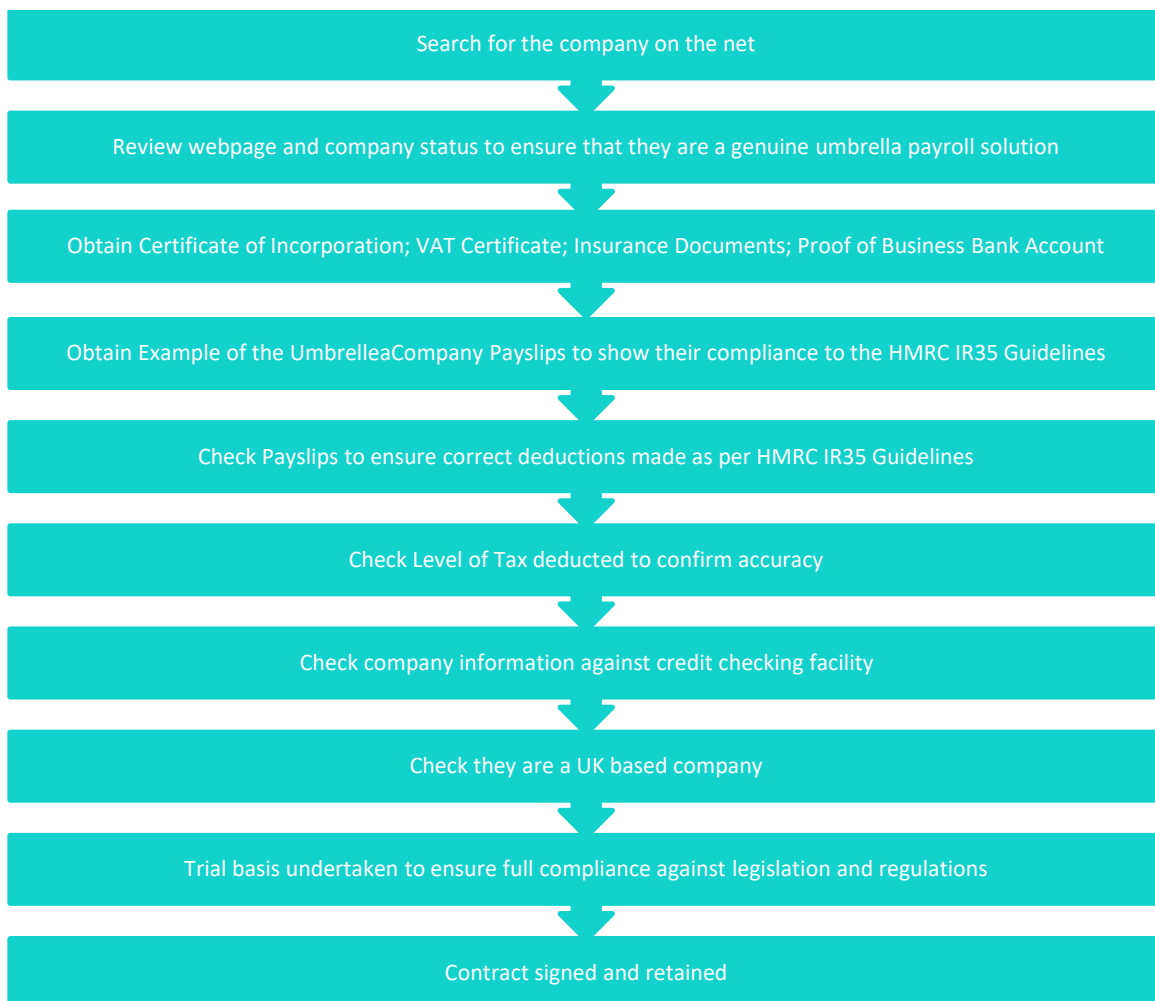 Search for the company on the net
Review webpage and company status to ensure that they are a genuine umbrella payroll solution
Obtain Certificate of Incorporation; VAT Certificate; Insurance Documents; Proof of Business Bank Account
Obtain Example of the UmbrelleaCompany Payslips to show their compliance to the HMRC IR35 Guidelines
Check Payslips to ensure correct deductions made as per HMRC IR35 Guidelines
Check Level of Tax deducted to confirm accuracy
Check company information against credit checking facility
Check they are a UK based company
Trial basis undertaken to ensure full compliance against legislation and regulations
Contract signed and retained